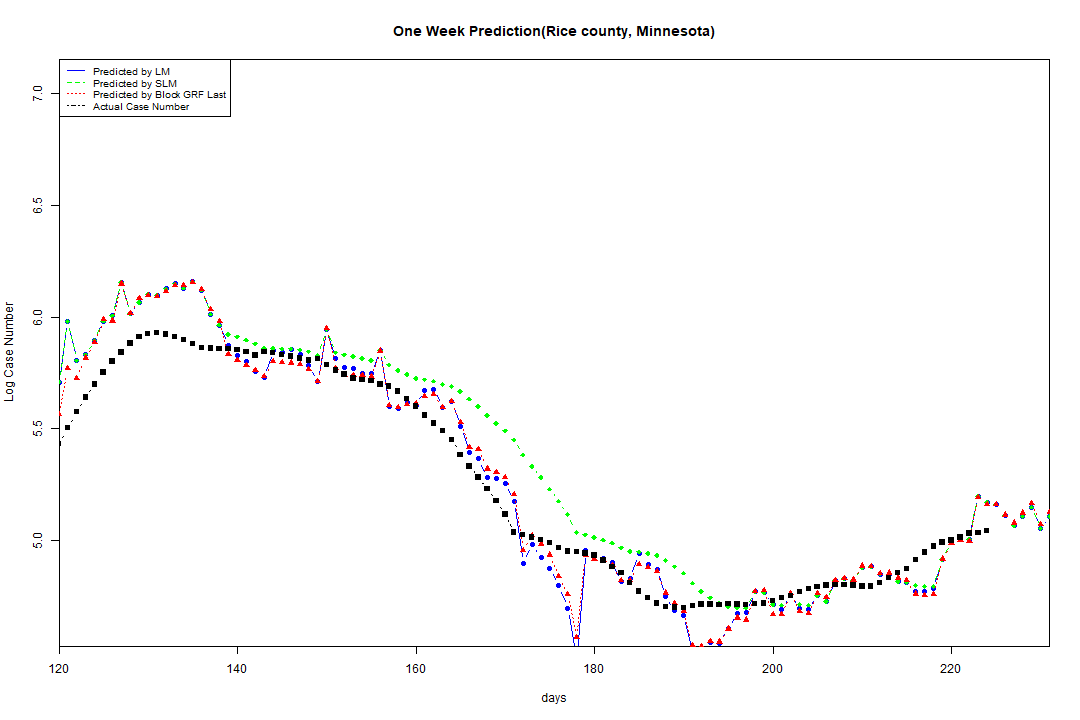 One Week Prediction(Rice county, Minnesota)
Predicted by LM
Predicted by SLM
Predicted by Block GRF Last
Actual Case Number
7.0
6.5
6.0
5.5
5.0
Log Case Number
120 140 160 180 200 220
days